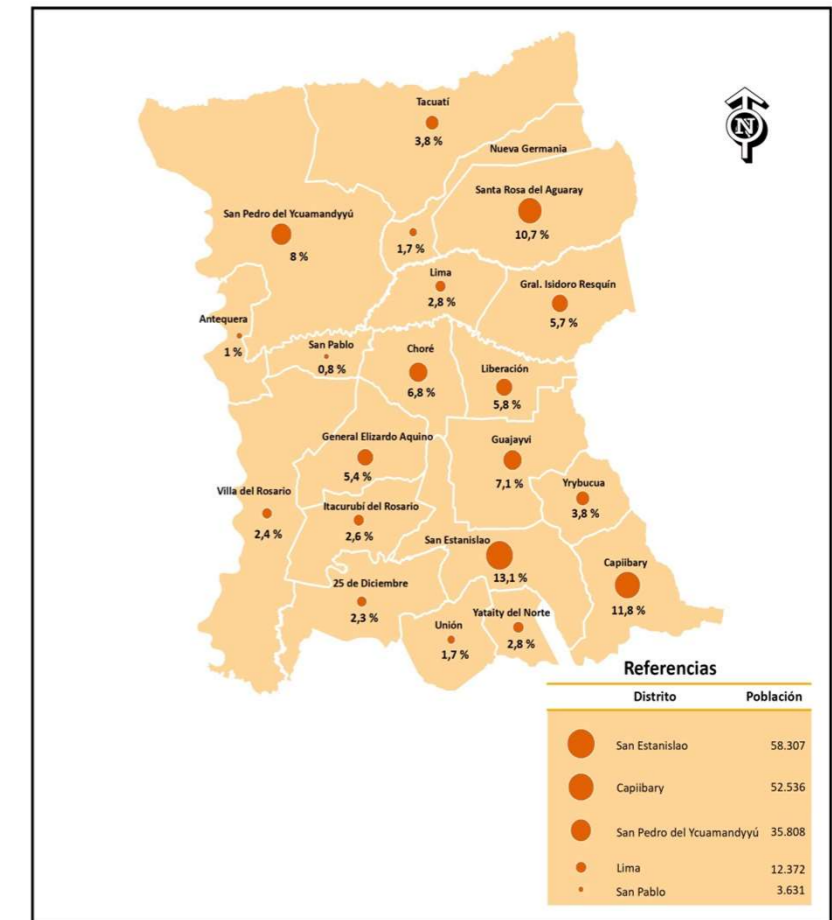 Tacuatí
3,8 %
N
Nueva Germania
1,7 %
Santa Rosa del Aguaray
10,7 %
San Pedro del Ycuamandyyú
8 %
Lima
2,8 %
Gral. Isidoro Resquín
5,7 %
Antequera
1 %
San Pablo
0,8 %
Choré
6,8 %
Liberación
5,8 %
General Elizardo Aquino
5,4 %
Guajayvi
7,1 %
Villa del Rosario
2,4 %
Itacurubí del Rosario
2,6 %
Yrybucua
3,8 %
San Estanislao
13,1 %
Capiibary
11,8 %
25 de Diciembre
2,3 %
Unión
1,7 %
Yataity del Norte
2,8 %
Referencias
Distrito Población
San Estanislao 58.307
Capiibary 52.536
San Pedro del Ycuamandyyú 35.808
Lima 12.372
San Pablo 3.631